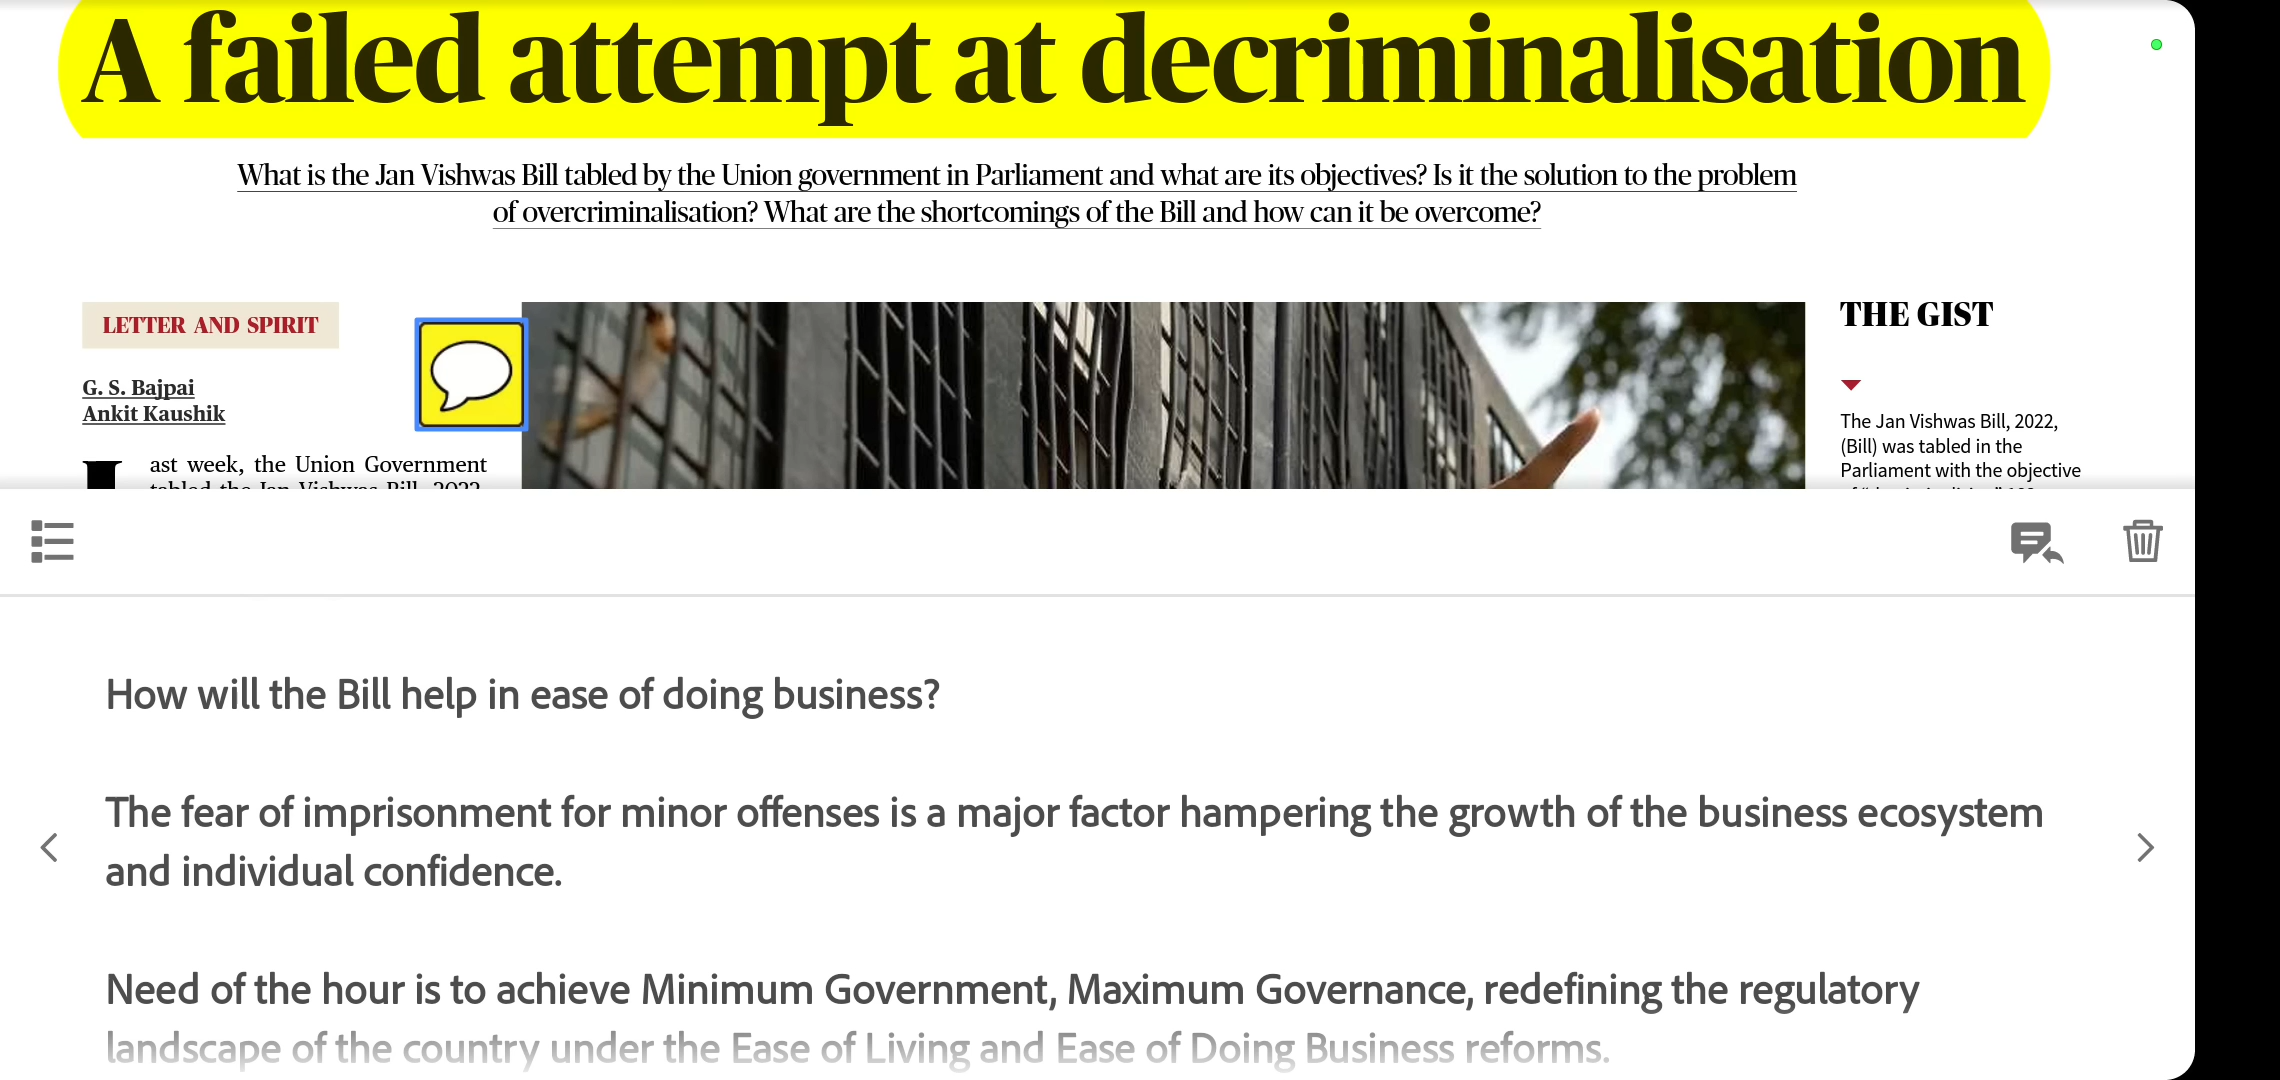 A failed attempt at decriminalisation
What is the Jan Vishwas Bill tabled by the Union government in Parliament and what are its objectives? Is it the solution to the problem
of overcriminalisation? What are the shortcomings of the Bill and how can it be overcome?
LETTER AND SPIRIT
G. S. Bajpai
Ankit Kaushik
ast week, the Union Government
tabled the Jan Vishwas Bill, 2022,
THE GIST
The Jan Vishwas Bill, 2022,
(Bill) was tabled in the
Parliament with the objective
How will the Bill help in ease of doing business?
The fear of imprisonment for minor offenses is a major factor hampering the growth of the business ecosystem
and individual confidence.
Need of the hour is to achieve Minimum Government, Maximum Governance, redefining the regulatory
landscape of the country under the Ease of Living and Ease of Doing Business reforms.